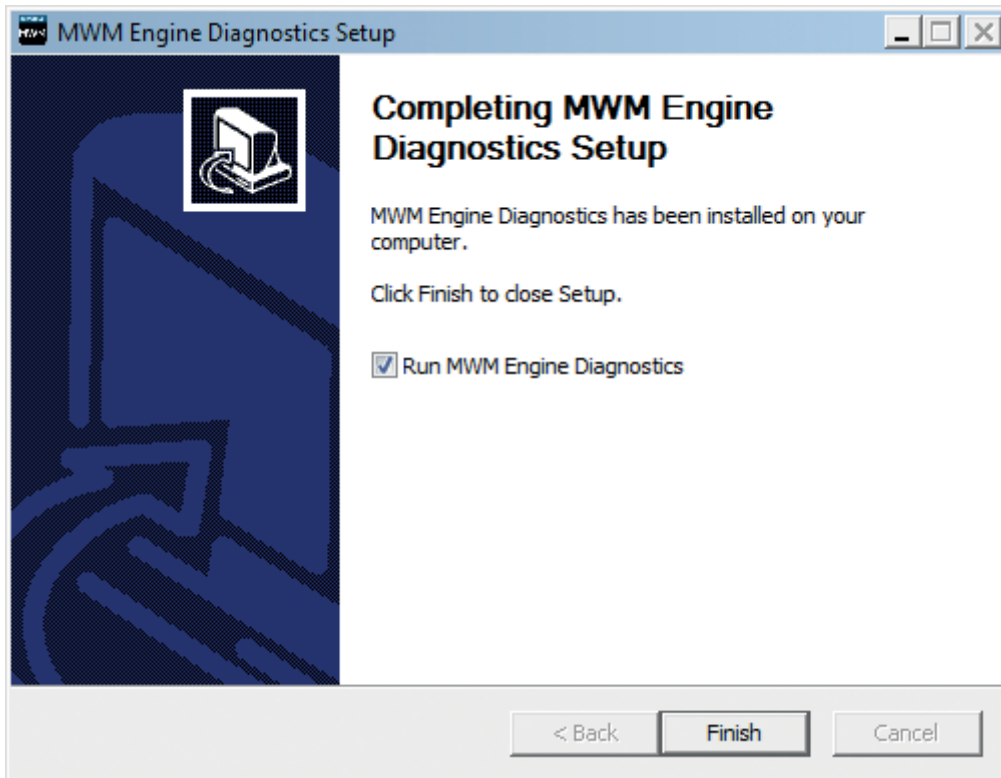 MWM Engine Diagnostics Setup
Completing MWM Engine
Diagnostics Setup
MWM Engine Diagnostics has been installed on your
computer.
Click Finish to close Setup.
Run MWM Engine Diagnostics
< Back
Finish
Cancel